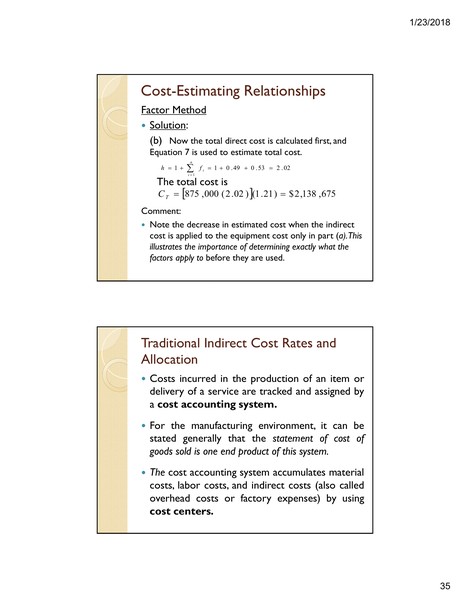 1/23/2018
Cost-Estimating Relationships
Factor Method
• Solution:
(b) Now the total direct cost is calculated first, and
Equation 7 is used to estimate total cost.
h = 1 + ∑ f i = 1 + 0.49 + 0.53 = 2.02
The total cost is
C T = [875,000 (2.02)](1.21) = $2,138,675
Comment:
• Note the decrease in estimated cost when the indirect
cost is applied to the equipment cost only in part (a). This
illustrates the importance of determining exactly what the
factors apply to before they are used.
Traditional Indirect Cost Rates and
Allocation
• Costs incurred in the production of an item or
delivery of a service are tracked and assigned by
a cost accounting system.
• For the manufacturing environment, it can be
stated generally that the statement of cost of
goods sold is one end product of this system.
• The cost accounting system accumulates material
costs, labor costs, and indirect costs (also called
overhead costs or factory expenses) by using
cost centers.
35